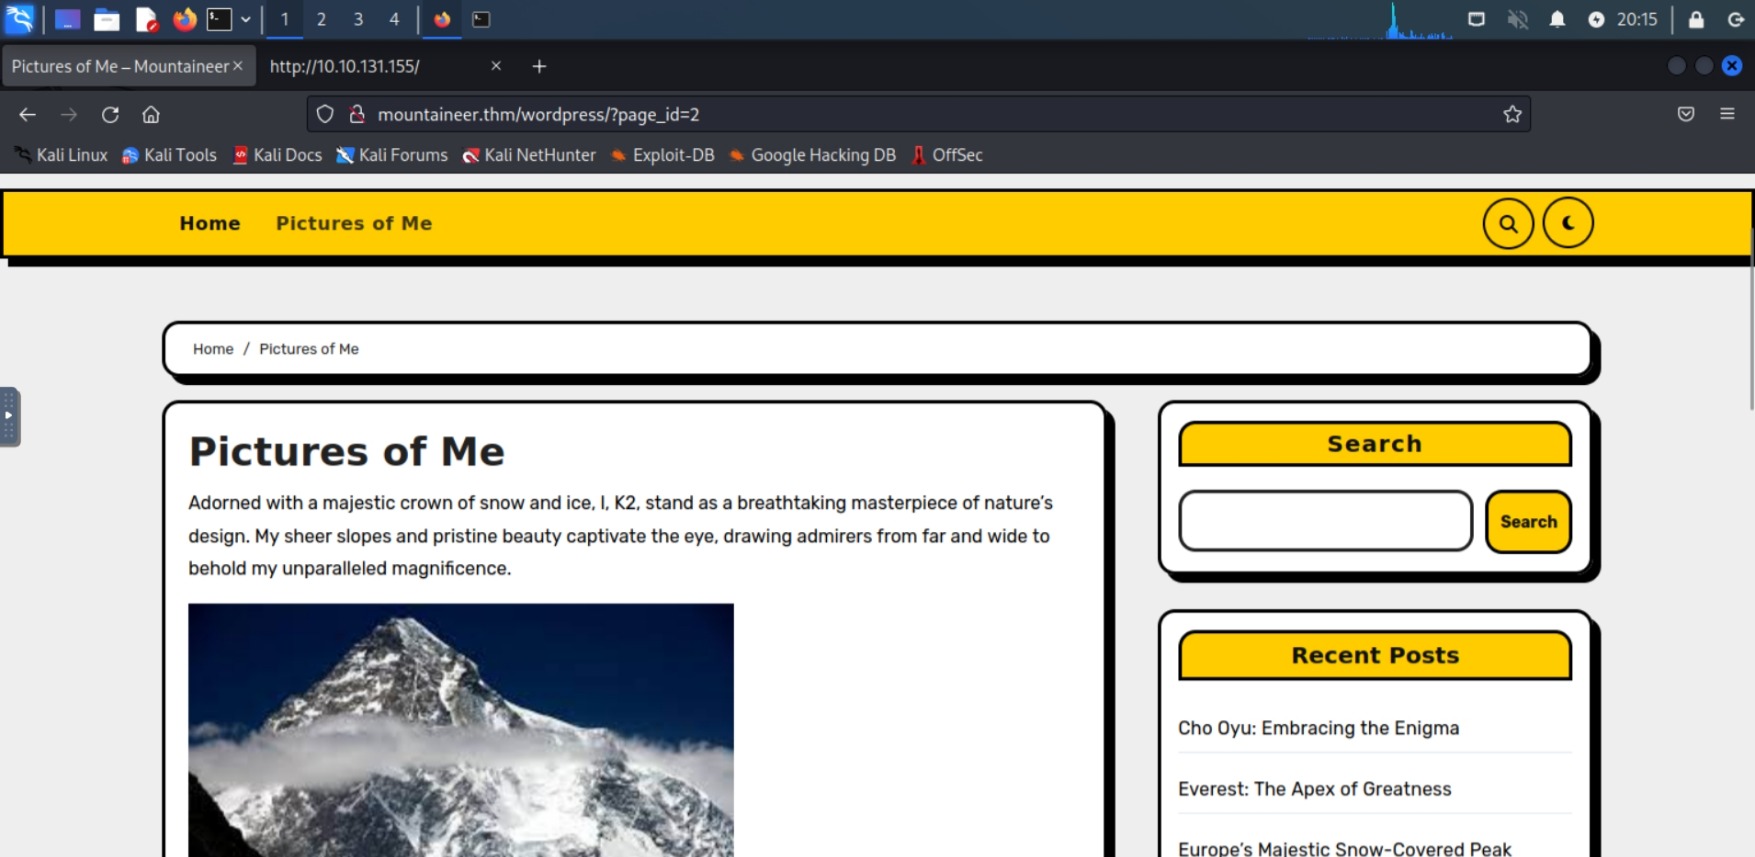 1 2 3 4 20:15
Pictures of Me – Mountaineer × http://10.10.131.155/ × +
mountaineer.thm/wordpress/?page_id=2
Kali Linux Kali Tools Kali Docs Kali Forums Kali NetHunter Exploit-DB Google Hacking DB OffSec
Home Pictures of Me
Home / Pictures of Me
Pictures of Me
Adorned with a majestic crown of snow and ice, I, K2, stand as a breathtaking masterpiece of nature’s
design. My sheer slopes and pristine beauty captivate the eye, drawing admirers from far and wide to
behold my unparalleled magnificence.
Search
Search
Recent Posts
Cho Oyu: Embracing the Enigma
Everest: The Apex of Greatness
Europe’s Majestic Snow-Covered Peak